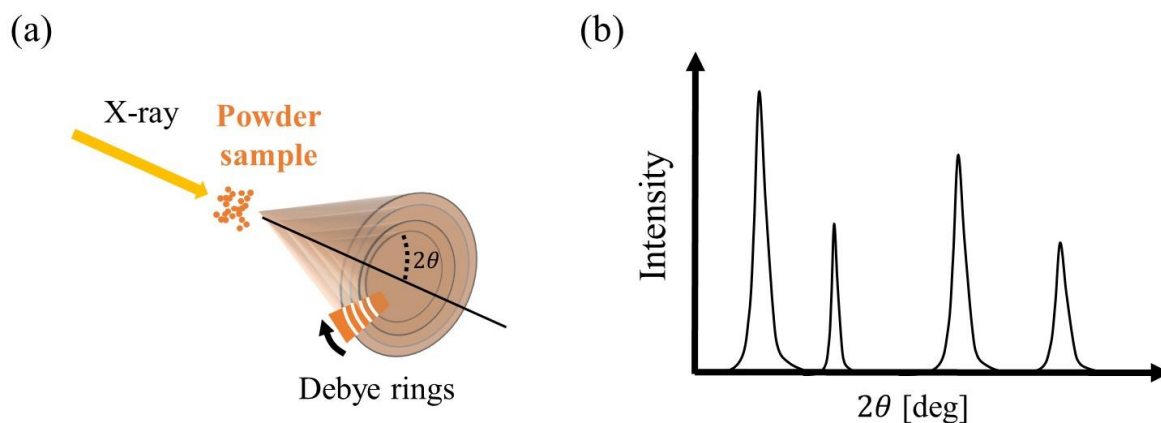 (a)
X-ray
Powder
sample
2θ
Debye rings
(b)
Intensity
2θ [deg]